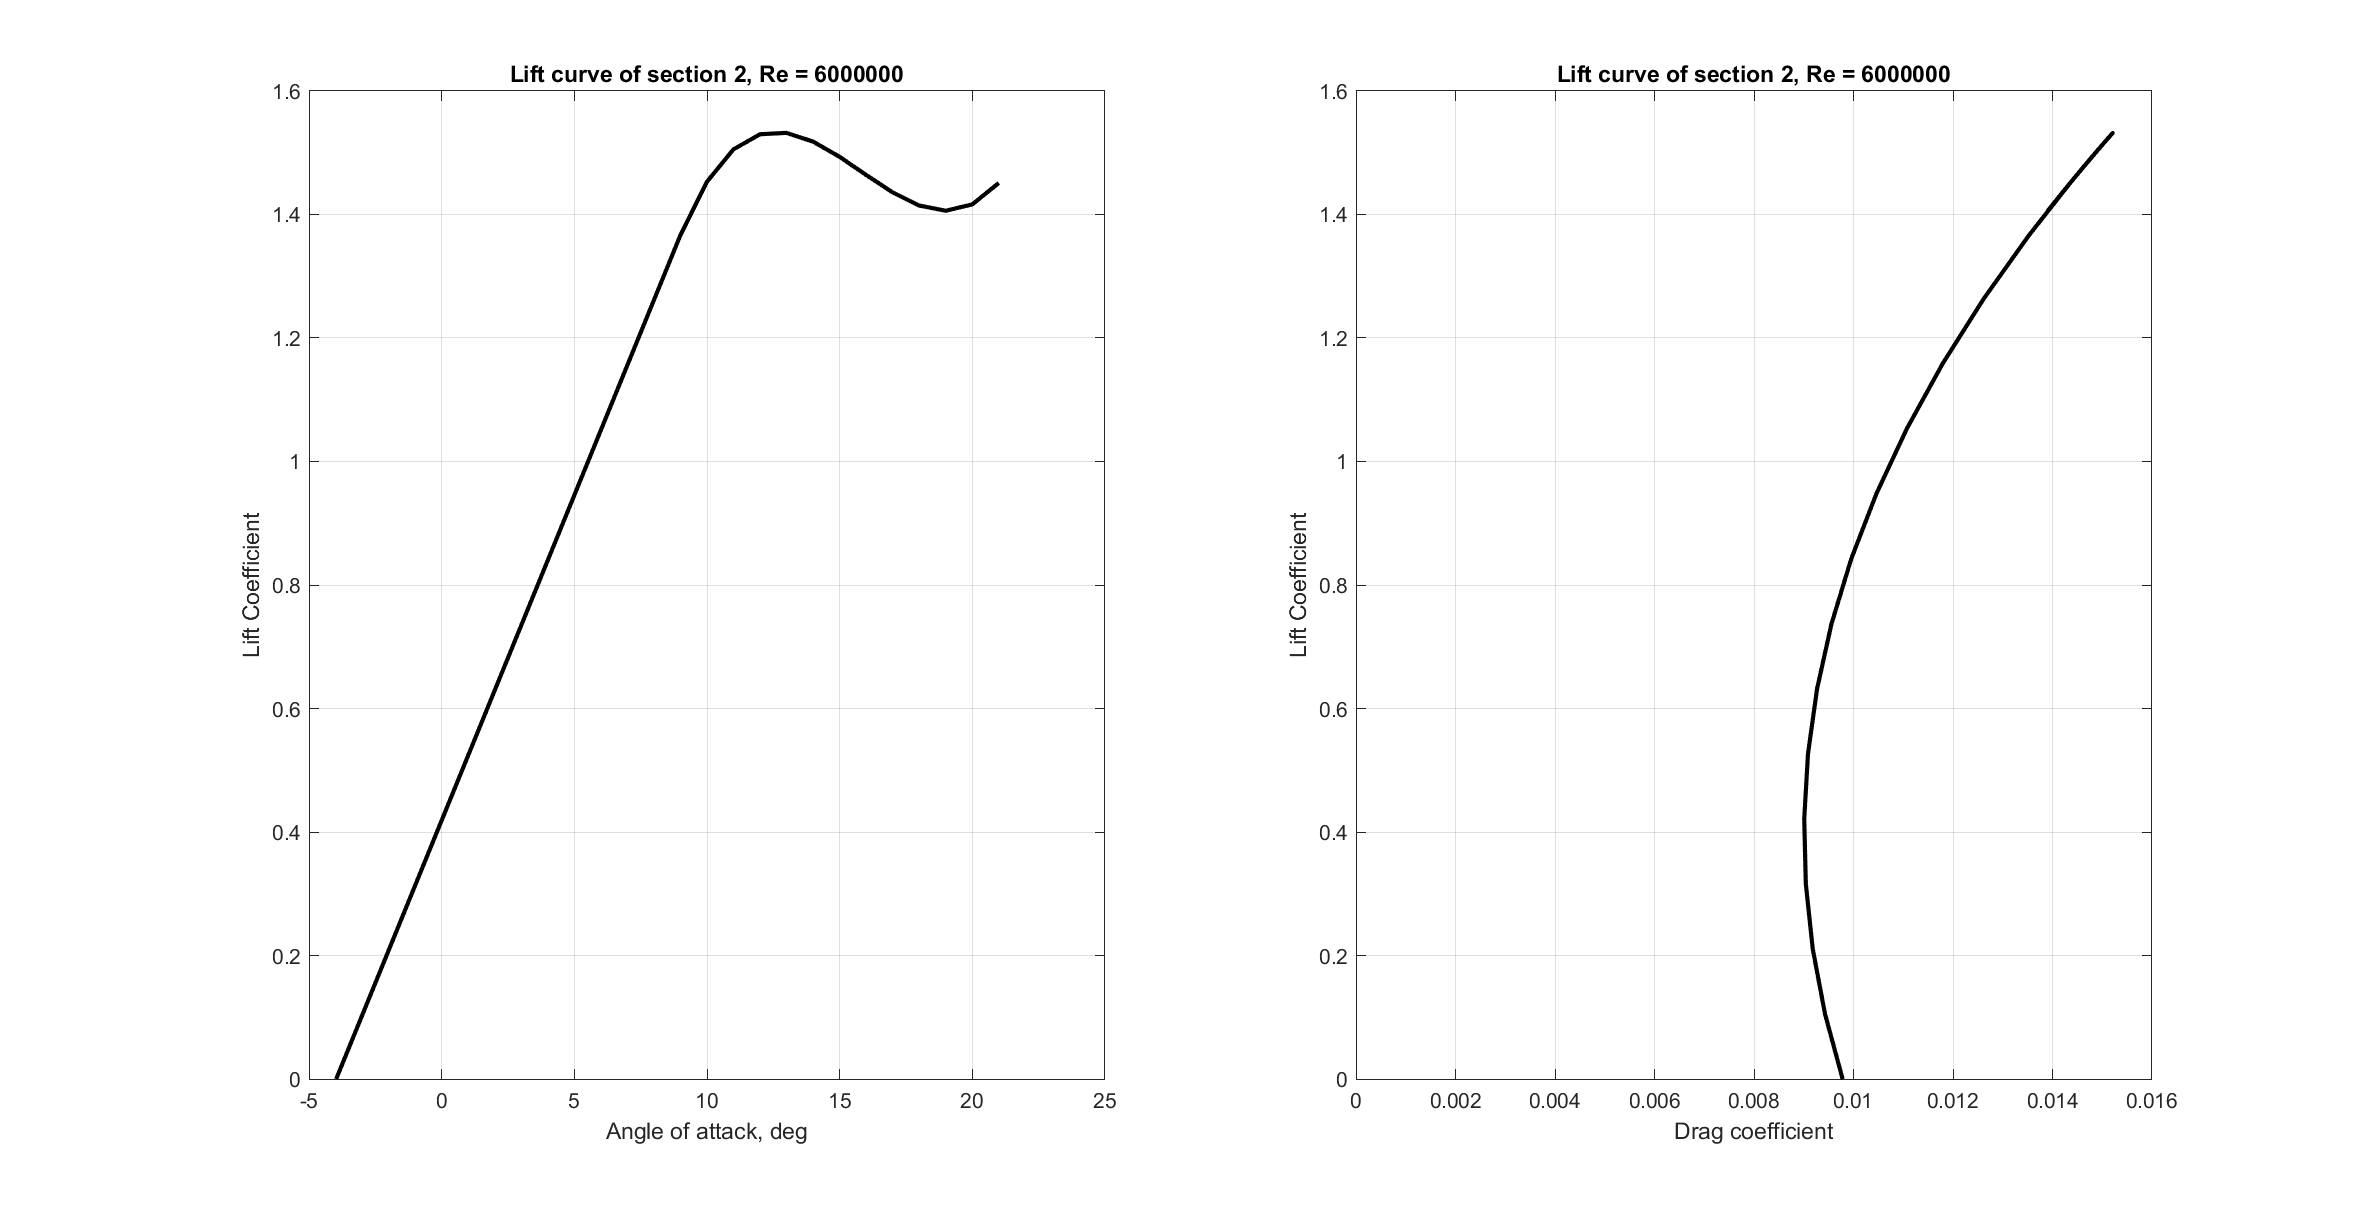 Lift curve of section 2, Re = 6000000
1.6
1.4
1.2
1
0.8
0.6
0.4
0.2
0
Lift Coefficient
-5 0 5 10 15 20 25
Angle of attack, deg
Lift curve of section 2, Re = 6000000
1.6
1.4
1.2
1
0.8
0.6
0.4
0.2
0
Lift Coefficient
0 0.002 0.004 0.006 0.008 0.01 0.012 0.014 0.016
Drag coefficient